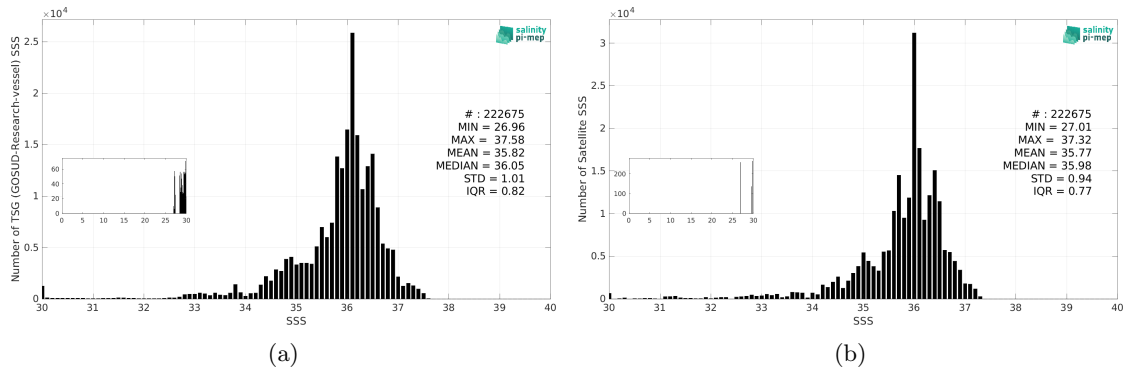 ×10⁴
2.5
2
1.5
1
0.5
0
30 31 32 33 34 35 36 37 38 39 40
SSS
Number of TSG (GOSUD-Research-vessel) SSS
salinity
pi-mep
# : 222675
MIN = 26.96
MAX = 37.58
MEAN = 35.82
MEDIAN = 36.05
STD = 1.01
IQR = 0.82
60
40
20
0
0 5 10 15 20 25 30
(a)
×10⁴
3
2.5
2
1.5
1
0.5
0
30 31 32 33 34 35 36 37 38 39 40
SSS
Number of Satellite SSS
salinity
pi-mep
# : 222675
MIN = 27.01
MAX = 37.32
MEAN = 35.77
MEDIAN = 35.98
STD = 0.94
IQR = 0.77
200
100
0
0 5 10 15 20 25 30
(b)